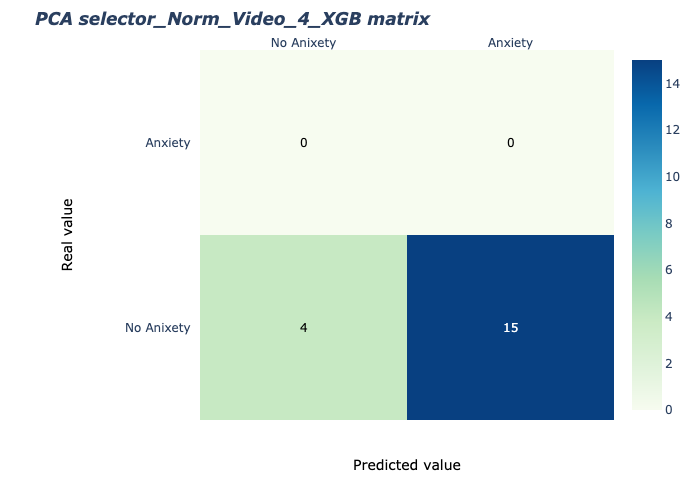 PCA selector_Norm_Video_4_XGB matrix
No Anixety Anxiety
14
Anxiety 0 0
12
10
Real value
8
6
No Anixety 4 15
4
2
0
Predicted value